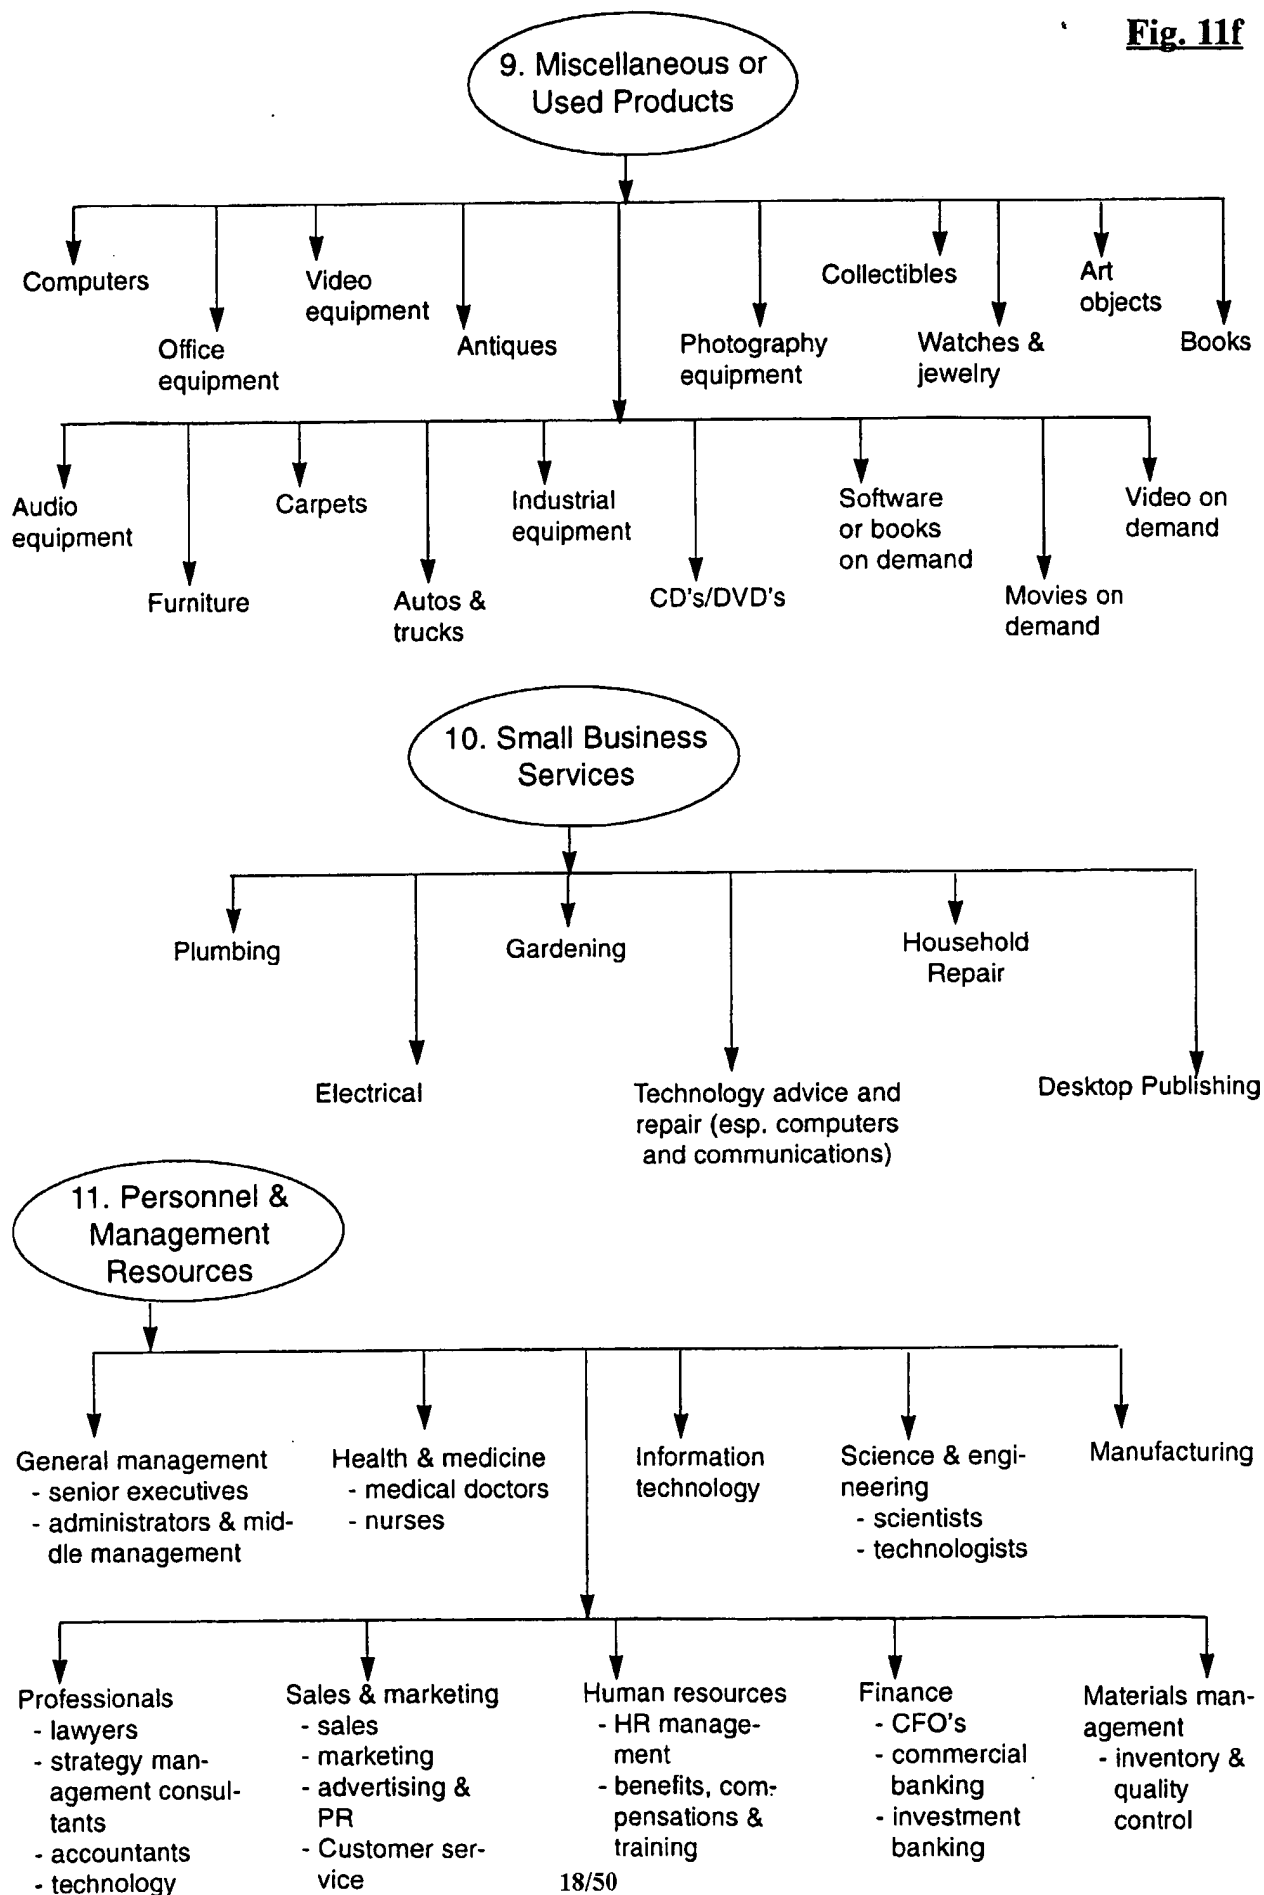 Fig. 11f
9. Miscellaneous or
Used Products
Computers
Office
equipment
Video
equipment
Antiques
Photography
equipment
Collectibles
Watches &
jewelry
Art
objects
Books
Audio
equipment
Furniture
Carpets
Autos &
trucks
Industrial
equipment
CD's/DVD's
Software
or books
on demand
Movies on
demand
Video on
demand
10. Small Business
Services
Plumbing
Electrical
Gardening
Technology advice and
repair (esp. computers
and communications)
Household
Repair
Desktop Publishing
11. Personnel &
Management
Resources
General management
- senior executives
- administrators & mid-
dle management
Health & medicine
- medical doctors
- nurses
Information
technology
Science & engi-
neering
- scientists
- technologists
Manufacturing
Professionals
- lawyers
- strategy man-
agement consul-
tants
- accountants
- technology
Sales & marketing
- sales
- marketing
- advertising &
PR
- Customer ser-
vice
Human resources
- HR manage-
ment
- benefits, com-
pensations &
training
Finance
- CFO's
- commercial
banking
- investment
banking
Materials man-
agement
- inventory &
quality
control
18/50